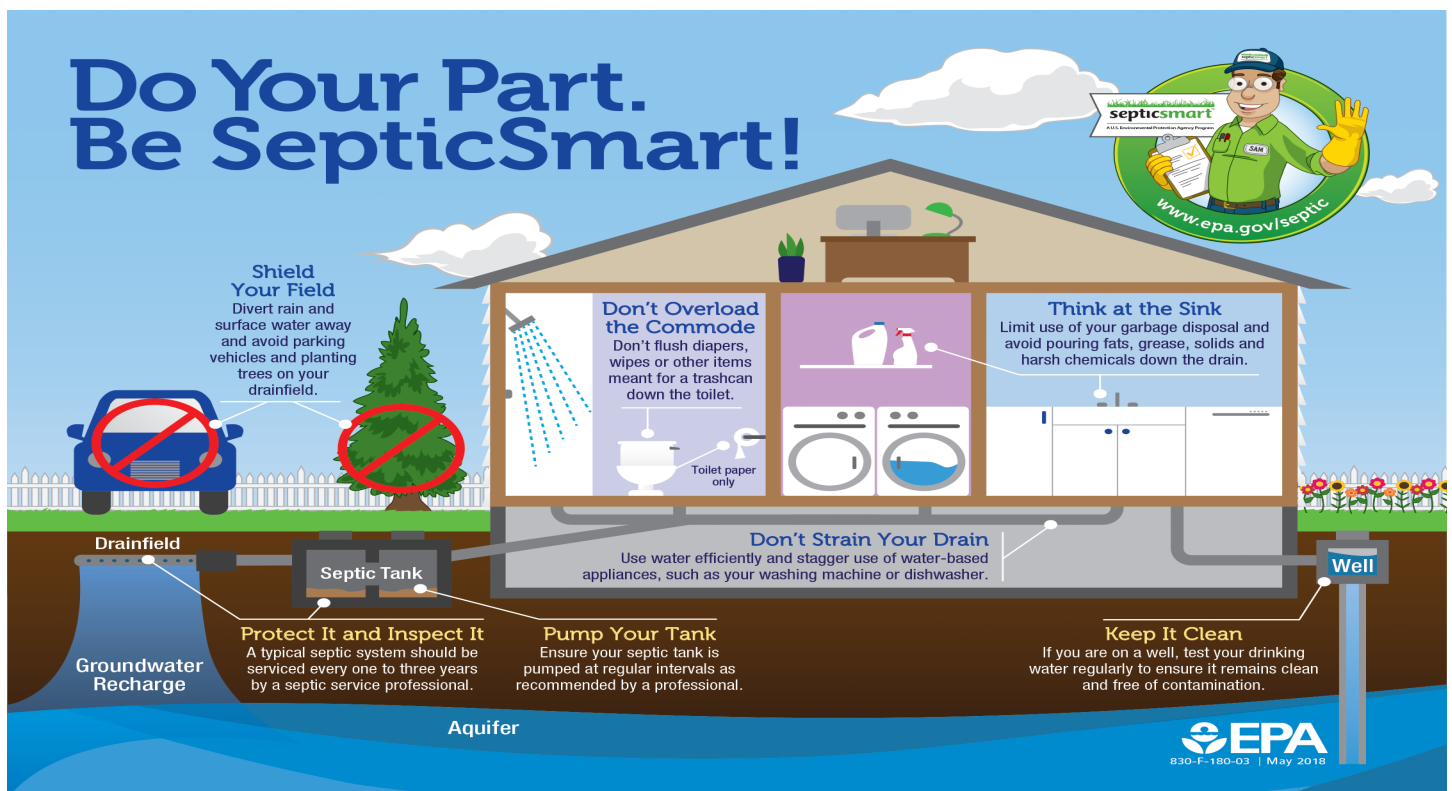 Do Your Part.
Be SepticSmart!
septicsmart
A U.S. Environmental Protection Agency Program
SAM
www.epa.gov/septic
Shield
Your Field
Divert rain and
surface water away
and avoid parking
vehicles and planting
trees on your
drainfield.
Don't Overload
the Commode
Don't flush diapers,
wipes or other items
meant for a trashcan
down the toilet.
Toilet paper
only
Think at the Sink
Limit use of your garbage disposal and
avoid pouring fats, grease, solids and
harsh chemicals down the drain.
Don't Strain Your Drain
Use water efficiently and stagger use of water-based
appliances, such as your washing machine or dishwasher.
Drainfield
Septic Tank
Well
Protect It and Inspect It
A typical septic system should be
serviced every one to three years
by a septic service professional.
Pump Your Tank
Ensure your septic tank is
pumped at regular intervals as
recommended by a professional.
Keep It Clean
If you are on a well, test your drinking
water regularly to ensure it remains clean
and free of contamination.
Groundwater
Recharge
Aquifer
EPA
830-F-180-03 | May 2018